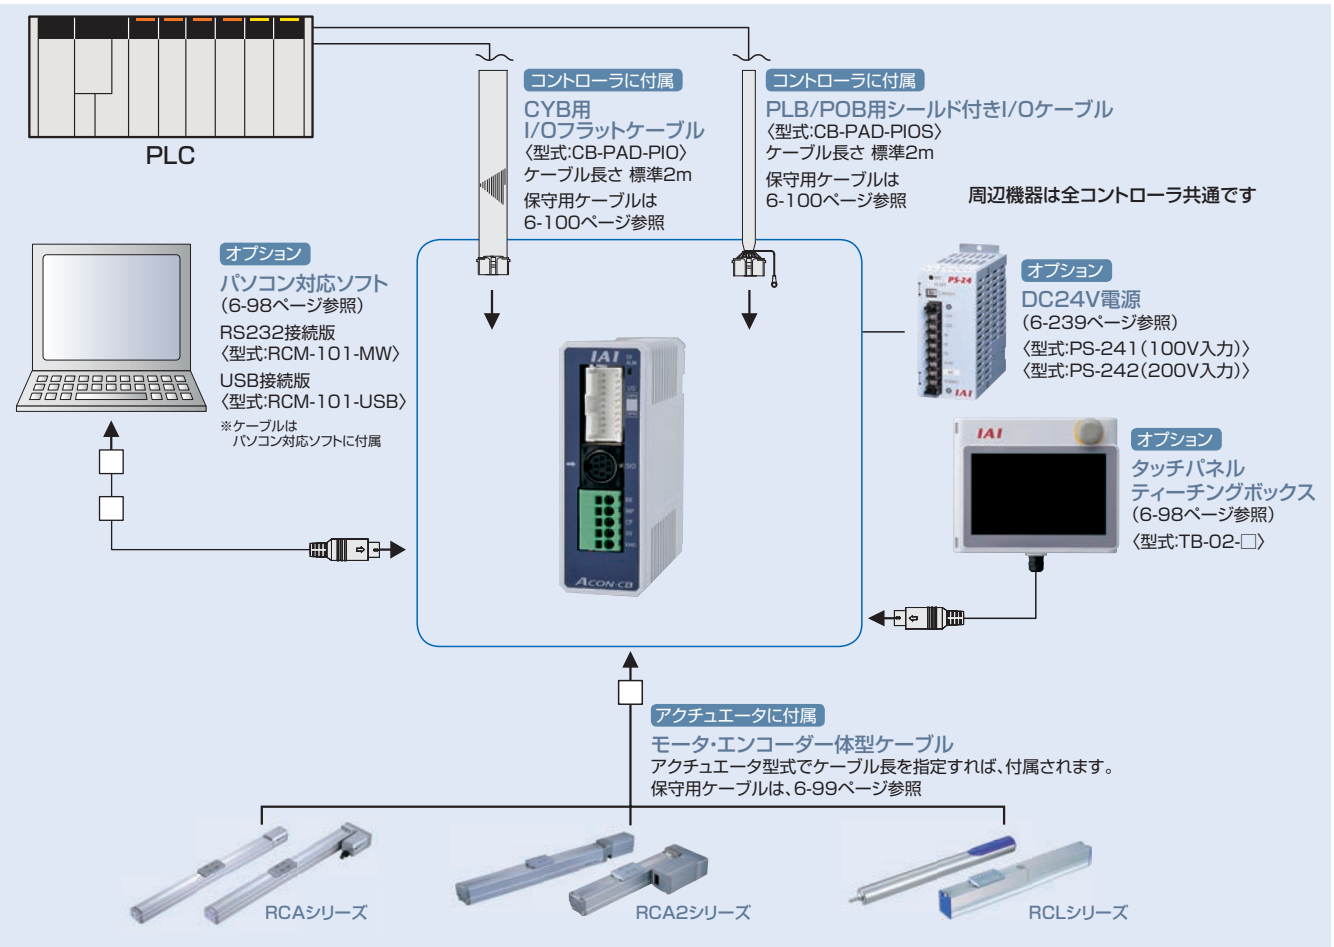 PLC
コントローラに付属
CYB用
I/Oフラットケーブル
〈型式:CB-PAD-PIO〉
ケーブル長さ 標準2m
保守用ケーブルは
6-100ページ参照
コントローラに付属
PLB/POB用シールド付きI/Oケーブル
〈型式:CB-PAD-PIOS〉
ケーブル長さ 標準2m
保守用ケーブルは
6-100ページ参照
周辺機器は全コントローラ共通です
オプション
パソコン対応ソフト
(6-98ページ参照)
RS232接続版
〈型式:RCM-101-MW〉
USB接続版
〈型式:RCM-101-USB〉
※ケーブルは
パソコン対応ソフトに付属
IAI
SIO
ACON-CB
PS-24
IAI
オプション
DC24V電源
(6-239ページ参照)
〈型式:PS-241(100V入力)〉
〈型式:PS-242(200V入力)〉
IAI
オプション
タッチパネル
ティーチングボックス
(6-98ページ参照)
〈型式:TB-02-□〉
アクチュエータに付属
モータ・エンコーダ一体型ケーブル
アクチュエータ型式でケーブル長を指定すれば、付属されます。
保守用ケーブルは、6-99ページ参照
RCAシリーズ
RCA2シリーズ
RCLシリーズ